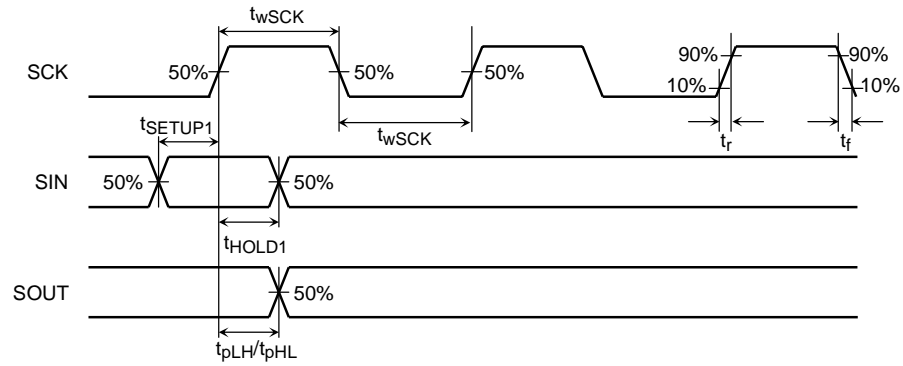 twSCK
SCK
50%
50%
50%
90%
10%
90%
10%
tSETUP1
twSCK
tr
tf
SIN
50%
50%
tHOLD1
SOUT
50%
tpLH/tpHL